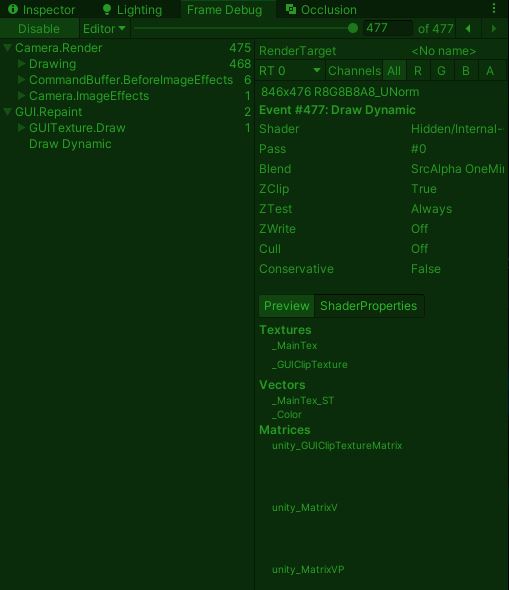 Inspector Lighting Frame Debug Occlusion
Disable Editor 477 of 477
Camera.Render 475
Drawing 468
CommandBuffer.BeforeImageEffects 6
Camera.ImageEffects 1
GUI.Repaint 2
GUITexture.Draw 1
Draw Dynamic
RenderTarget <No name>
RT 0 Channels All R G B A
846x476 R8G8B8A8_UNorm
Event #477: Draw Dynamic
Shader Hidden/Internal-
Pass #0
Blend SrcAlpha OneMi
ZClip True
ZTest Always
ZWrite Off
Cull Off
Conservative False
Preview ShaderProperties
Textures
_MainTex
_GUIClipTexture
Vectors
_MainTex_ST
_Color
Matrices
unity_GUIClipTextureMatrix
unity_MatrixV
unity_MatrixVP